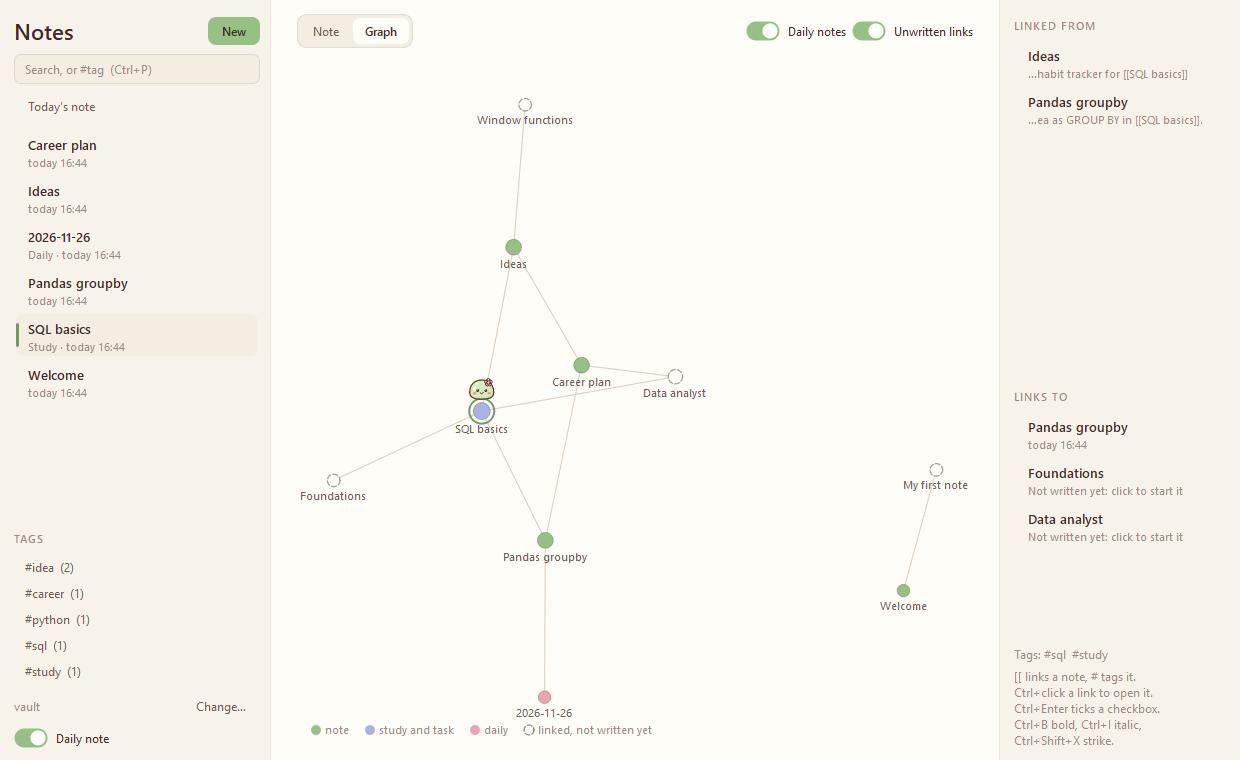 Notes
New
Search, or #tag (Ctrl+P)
Today's note
Career plan
today 16:44
Ideas
today 16:44
2026-11-26
Daily · today 16:44
Pandas groupby
today 16:44
SQL basics
Study · today 16:44
Welcome
today 16:44
TAGS
#idea (2)
#career (1)
#python (1)
#sql (1)
#study (1)
vault
Change...
Daily note
Note
Graph
Daily notes
Unwritten links
Window functions
Ideas
Career plan
Data analyst
SQL basics
Foundations
My first note
Pandas groupby
Welcome
2026-11-26
note
study and task
daily
linked, not written yet
LINKED FROM
Ideas
...habit tracker for [[SQL basics]]
Pandas groupby
...ea as GROUP BY in [[SQL basics]].
LINKS TO
Pandas groupby
today 16:44
Foundations
Not written yet: click to start it
Data analyst
Not written yet: click to start it
Tags: #sql #study
[[ links a note, # tags it.
Ctrl+click a link to open it.
Ctrl+Enter ticks a checkbox.
Ctrl+B bold, Ctrl+I italic,
Ctrl+Shift+X strike.